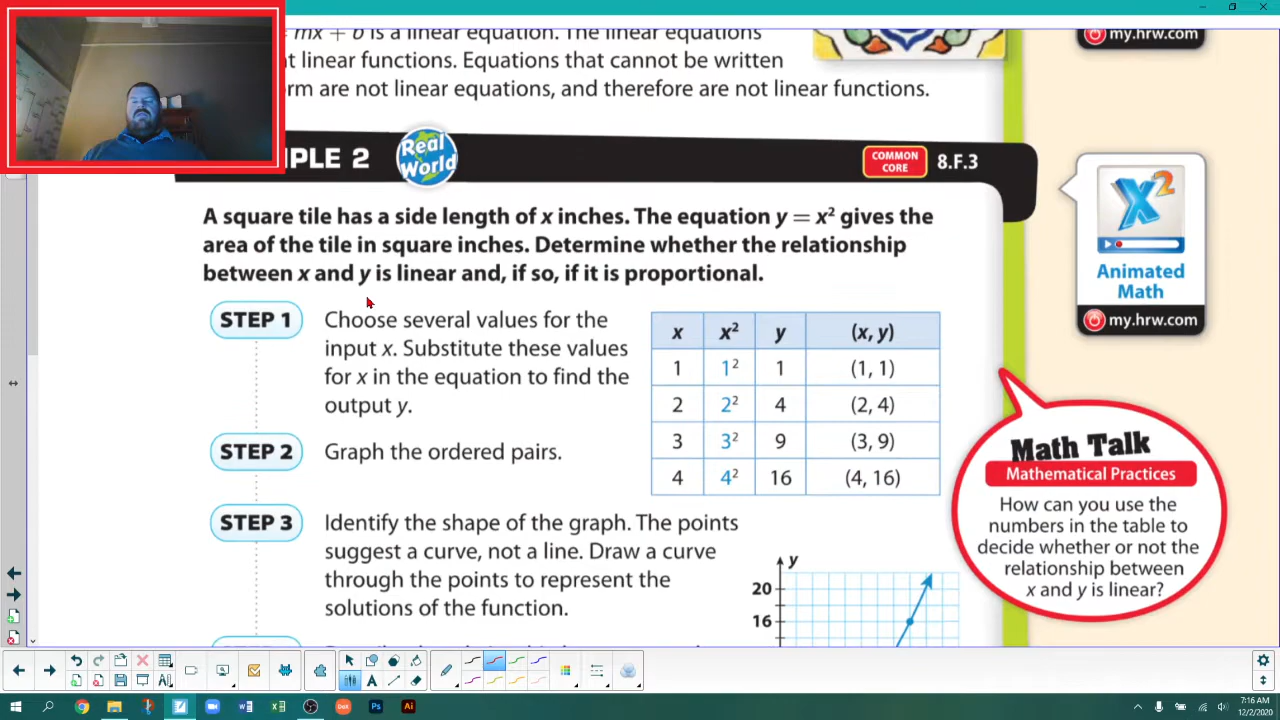 = mx + b is a linear equation. The linear equations
t linear functions. Equations that cannot be written
rm are not linear equations, and therefore are not linear functions.
my.hrw.com
PLE 2
Real
World
COMMON
CORE
8.F.3
A square tile has a side length of x inches. The equation y = x² gives the
area of the tile in square inches. Determine whether the relationship
between x and y is linear and, if so, if it is proportional.
X²
Animated
Math
my.hrw.com
STEP 1
Choose several values for the
input x. Substitute these values
for x in the equation to find the
output y.
x x² y (x, y)
1 1² 1 (1, 1)
2 2² 4 (2, 4)
3 3² 9 (3, 9)
4 4² 16 (4, 16)
STEP 2
Graph the ordered pairs.
STEP 3
Identify the shape of the graph. The points
suggest a curve, not a line. Draw a curve
through the points to represent the
solutions of the function.
y
20
16
Math Talk
Mathematical Practices
How can you use the
numbers in the table to
decide whether or not the
relationship between
x and y is linear?
7:16 AM
12/2/2020